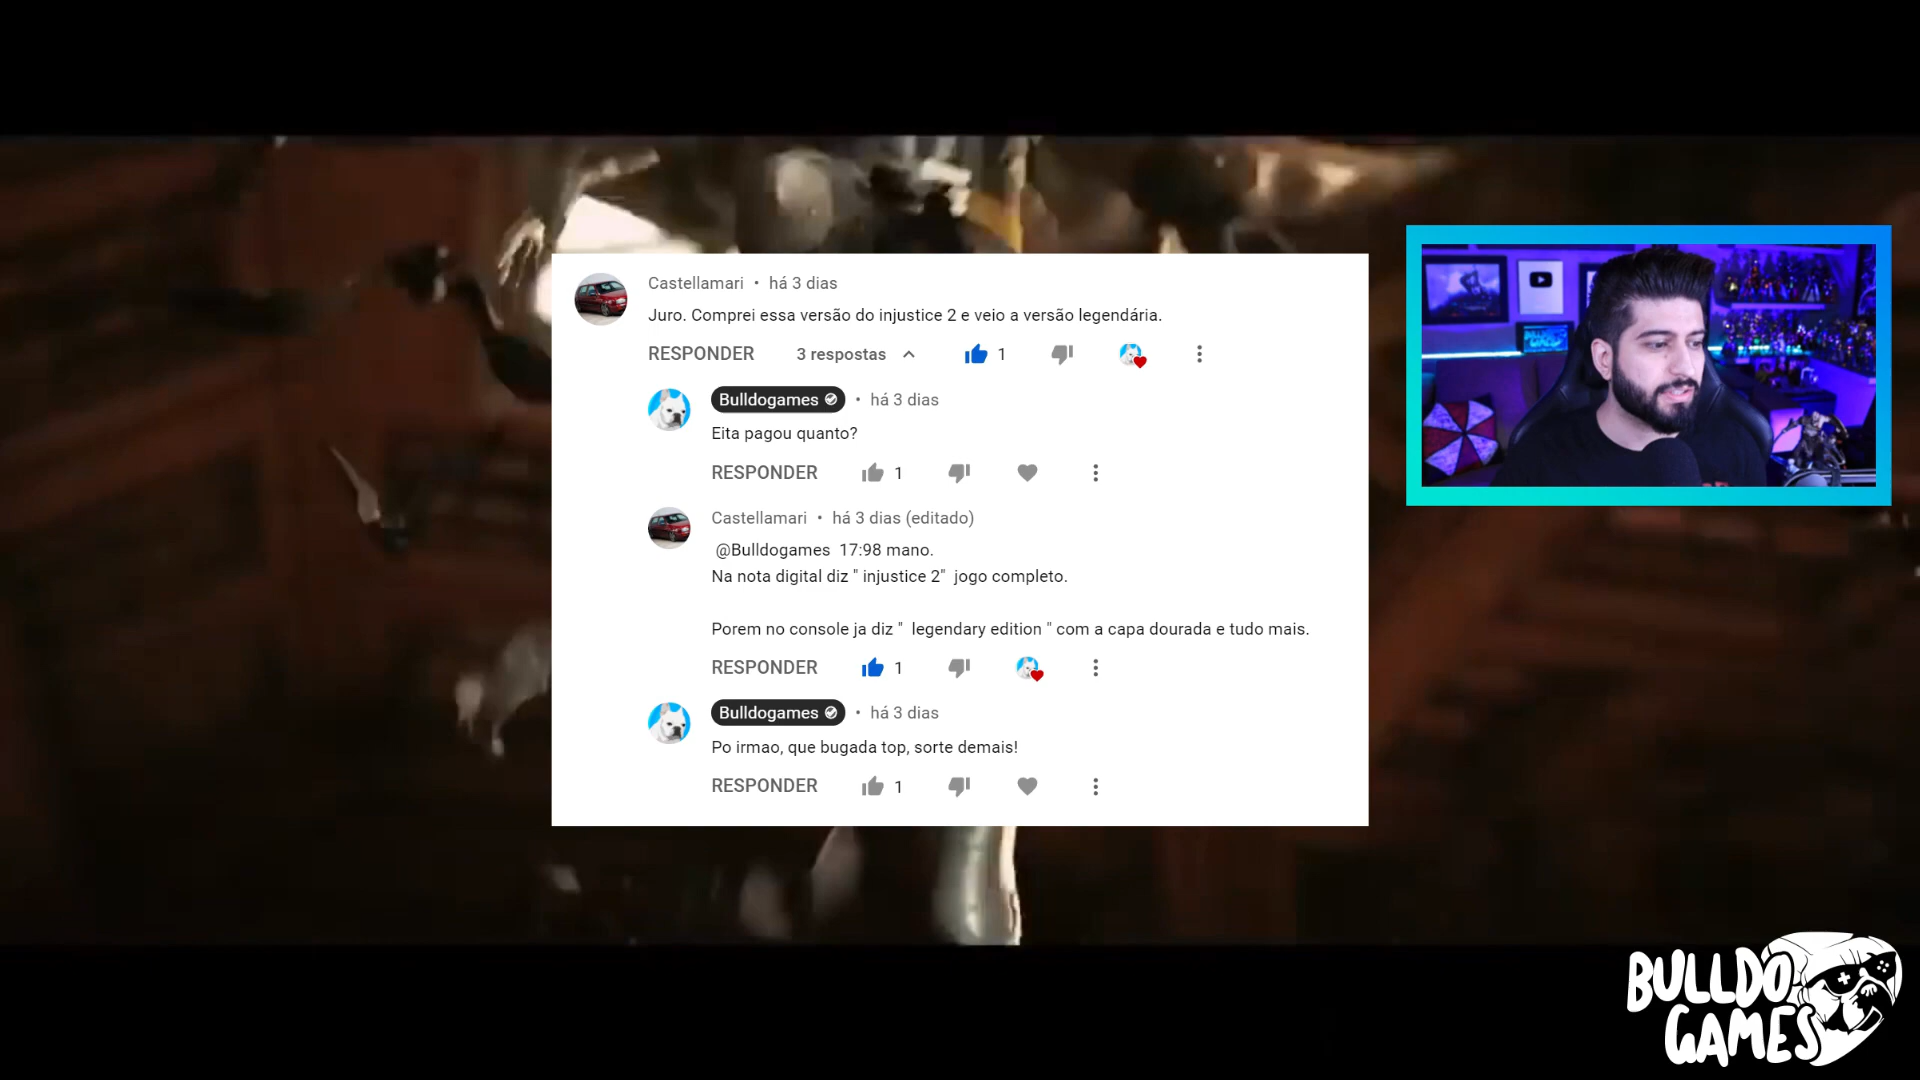 Castellamari • há 3 dias
Juro. Comprei essa versão do injustice 2 e veio a versão legendária.
RESPONDER 3 respostas 1
Bulldogames • há 3 dias
Eita pagou quanto?
RESPONDER 1
Castellamari • há 3 dias (editado)
@Bulldogames 17:98 mano.
Na nota digital diz " injustice 2" jogo completo.
Porem no console ja diz " legendary edition " com a capa dourada e tudo mais.
RESPONDER 1
Bulldogames • há 3 dias
Po irmao, que bugada top, sorte demais!
RESPONDER 1
BULLDO
GAMES